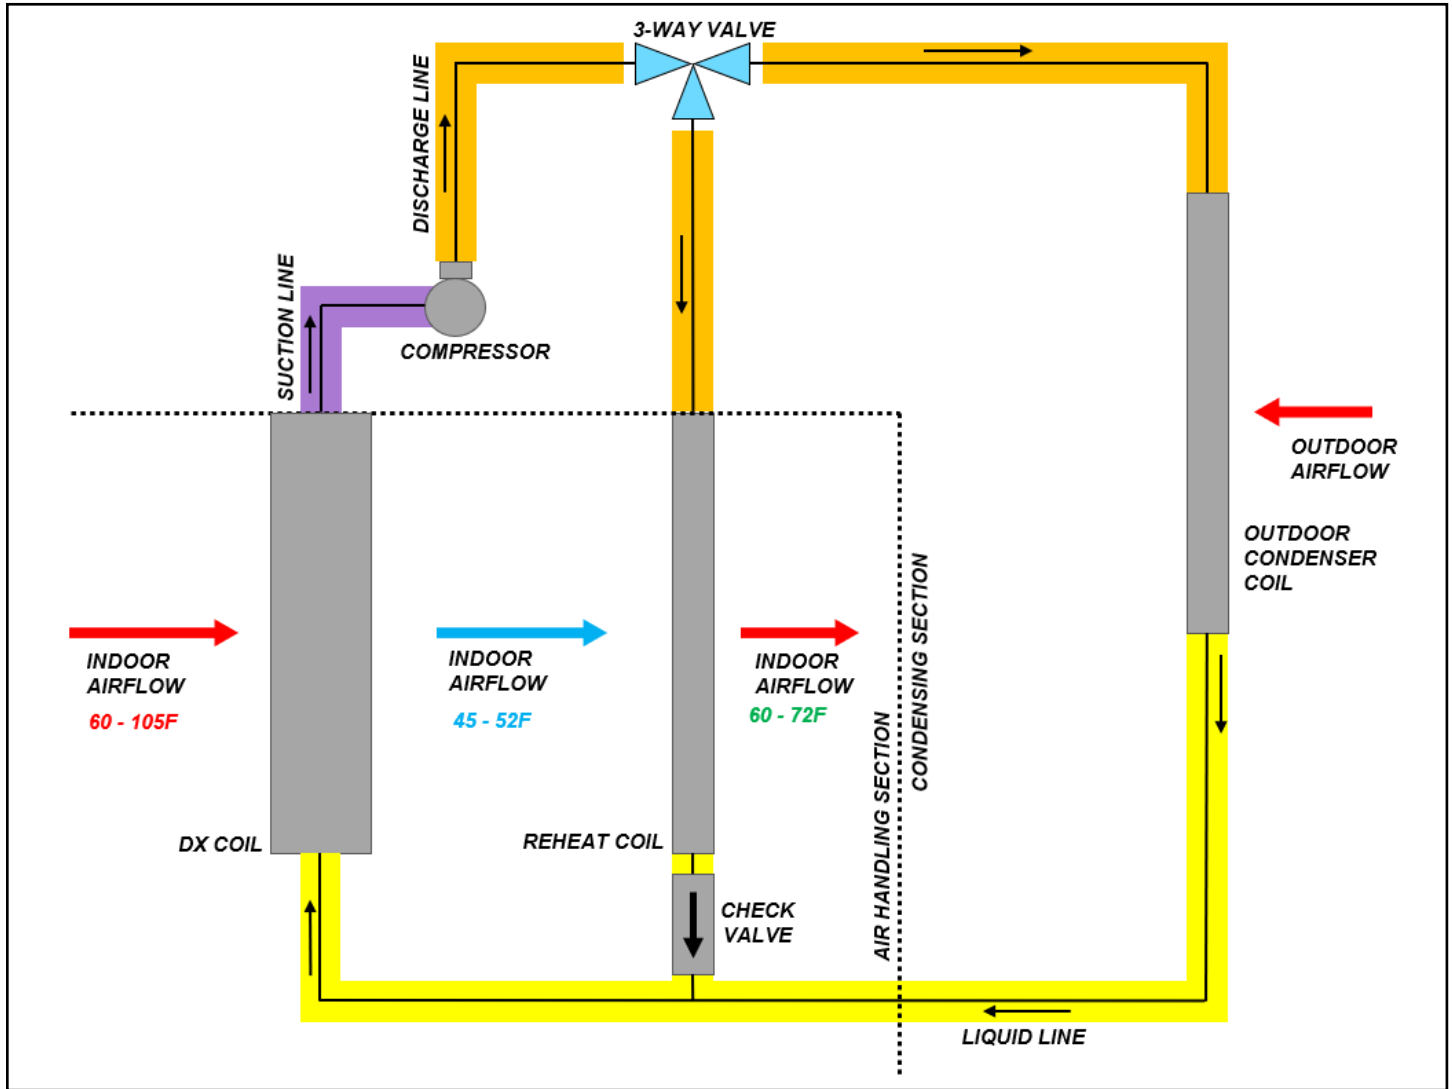 3-WAY VALVE
DISCHARGE LINE
SUCTION LINE
COMPRESSOR
OUTDOOR
AIRFLOW
OUTDOOR
CONDENSER
COIL
INDOOR
AIRFLOW
60 - 105F
INDOOR
AIRFLOW
45 - 52F
INDOOR
AIRFLOW
60 - 72F
CONDENSING SECTION
AIR HANDLING SECTION
DX COIL
REHEAT COIL
CHECK
VALVE
LIQUID LINE